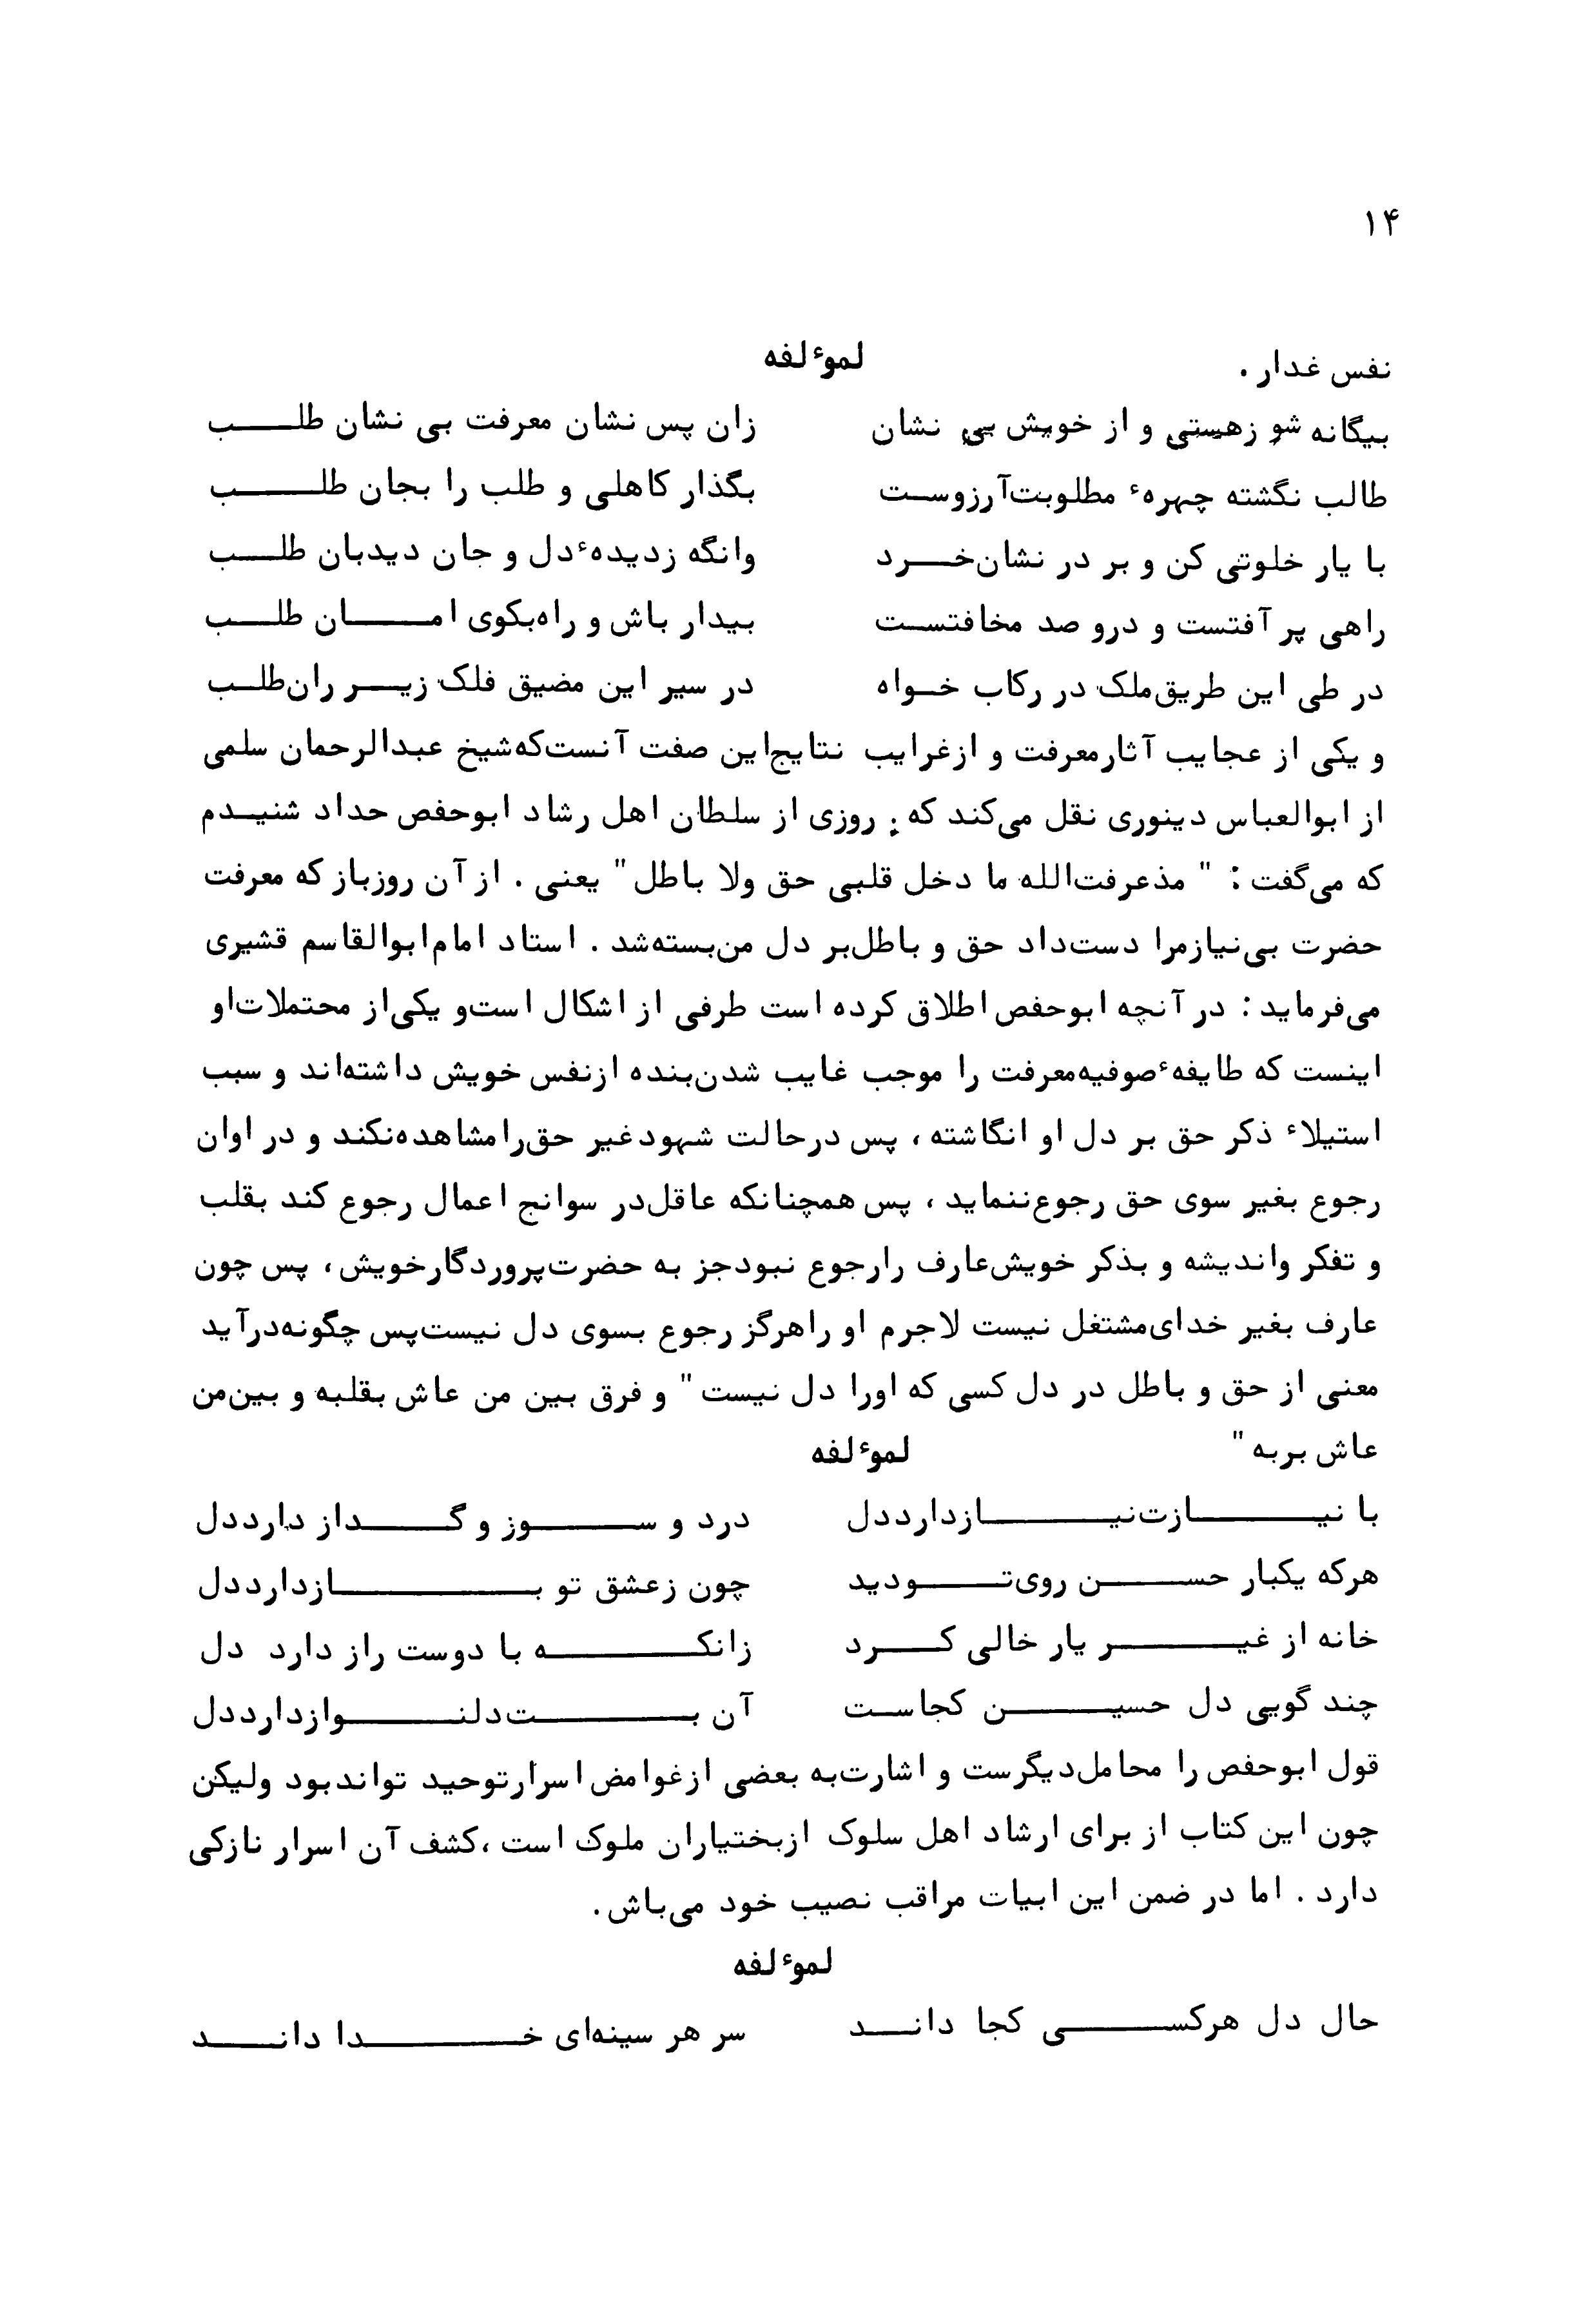 ۱۴
نفس غدار . لموءلفه
بیگانه شو زهستی و از خویش بی نشان زان پس نشان معرفت بی نشان طلب
طالب نگشته چهرهء مطلوبت آرزوست بگذار کاهلی و طلب را بجان طلب
با یار خلوتی کن و بر در نشان خرد وانگه زدیدهء دل و جان دیدبان طلب
راهی پر آفتست و درو صد مخافتست بیدار باش و راه بکوی امان طلب
در طی این طریق ملک در رکاب خواه در سیر این مضیق فلک زیر ران طلب
و یکی از عجایب آثار معرفت و از غرایب نتایج این صفت آنست که شیخ عبدالرحمان سلمی
از ابوالعباس دینوری نقل می‌کند که : روزی از سلطان اهل رشاد ابوحفص حداد شنیدم
که می‌گفت : " مذعرفت الله ما دخل قلبی حق ولا باطل " یعنی . از آن روز باز که معرفت
حضرت بی‌نیاز مرا دست داد حق و باطل بر دل من بسته شد . استاد امام ابوالقاسم قشیری
می‌فرماید : در آنچه ابوحفص اطلاق کرده است طرفی از اشکال است و یکی از محتملات او
اینست که طایفهء صوفیه معرفت را موجب غایب شدن بنده از نفس خویش داشته‌اند و سبب
استیلاء ذکر حق بر دل او انگاشته ، پس در حالت شهود غیر حق را مشاهده نکند و در اوان
رجوع بغیر سوی حق رجوع ننماید ، پس همچنانکه عاقل در سوانح اعمال رجوع کند بقلب
و تفکر و اندیشه و بذکر خویش عارف را رجوع نبود جز به حضرت پروردگار خویش ، پس چون
عارف بغیر خدای مشتغل نیست لاجرم او را هرگز رجوع بسوی دل نیست پس چگونه درآید
معنی از حق و باطل در دل کسی که اورا دل نیست " و فرق بین من عاش بقلبه و بین من
عاش بربه " لموءلفه
با نیازت نیاز دارد دل درد و سوز و گداز دارد دل
هرکه یکبار حسن روی تو دید چون زعشق تو باز دارد دل
خانه از غیر یار خالی کرد زانکه با دوست راز دارد دل
چند گویی دل حسین کجاست آن بت دلنواز دارد دل
قول ابوحفص را محامل دیگرست و اشارت به بعضی از غوامض اسرار توحید تواند بود ولیکن
چون این کتاب از برای ارشاد اهل سلوک از بختیاران ملوک است ، کشف آن اسرار نازکی
دارد . اما در ضمن این ابیات مراقب نصیب خود می‌باش .
لموءلفه
حال دل هرکسی کجا داند سر هر سینه‌ای خدا داند